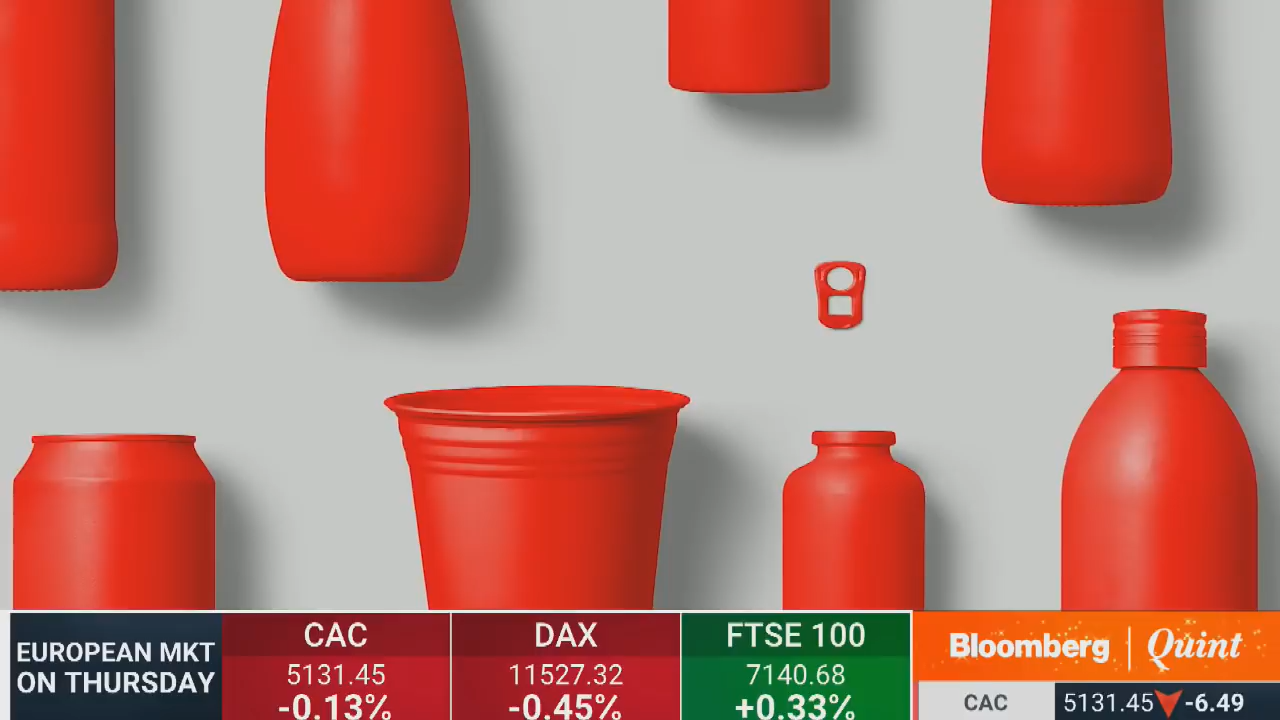 EUROPEAN MKT
ON THURSDAY
CAC
5131.45
-0.13%
DAX
11527.32
-0.45%
FTSE 100
7140.68
+0.33%
Bloomberg | Quint
CAC 5131.45 -6.49